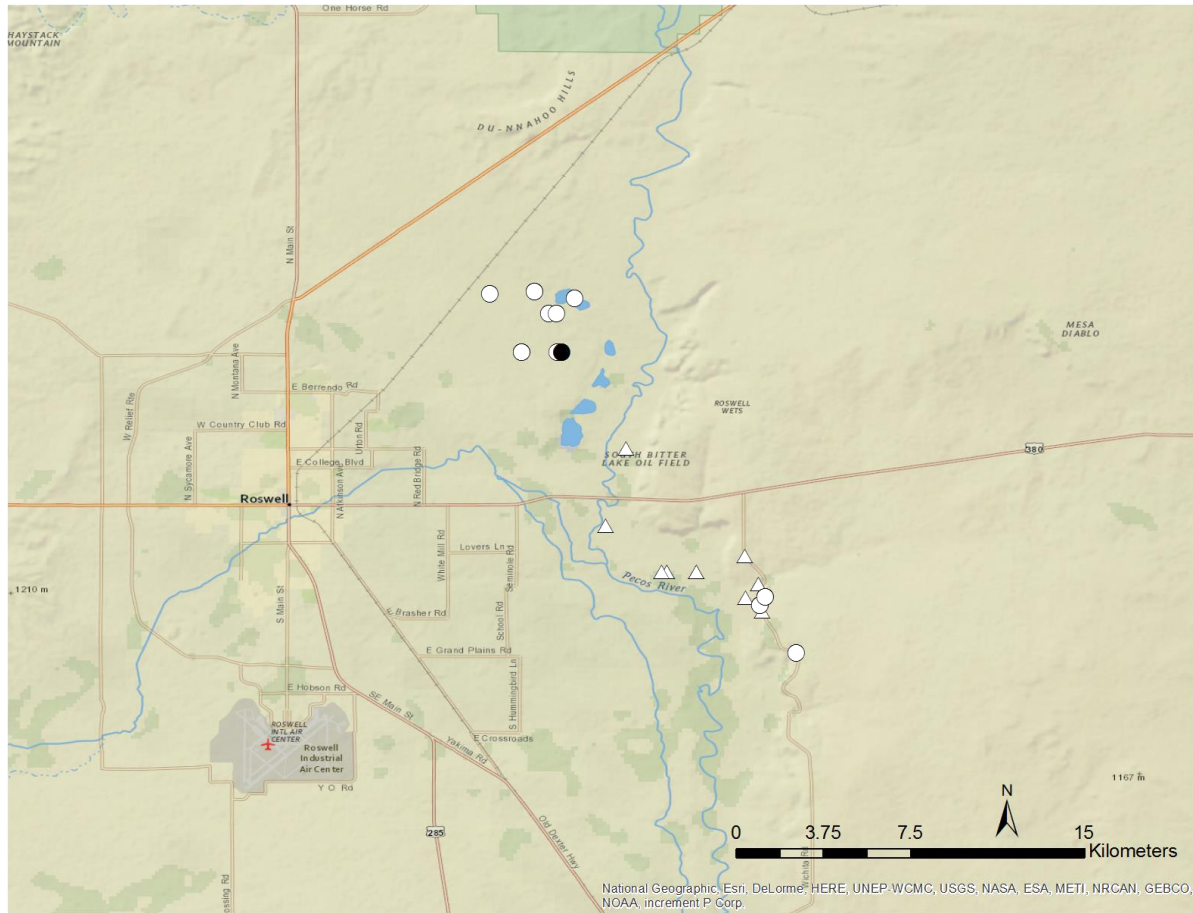 One Horse Rd
HAYSTACK
MOUNTAIN
DU-NNAHOO HILLS
N Main St
MESA
DIABLO
N Montana Ave
E Berrendo Rd
ROSWELL
WETS
W Relief Rte
W Country Club Rd
Urton Rd
N Sycamore Ave
E College Blvd
N Atkinson Ave
N Red Bridge Rd
SOUTH BITTER
LAKE OIL FIELD
380
Roswell
White Mill Rd
Lovers Ln
Seminole Rd
Pecos River
1210 m
S Main St
E Brasher Rd
School Rd
E Grand Plains Rd
E Hobson Rd
SE Main St
S Hummingbird Ln
ROSWELL
INTL AIR
CENTER
Roswell
Industrial
Air Center
E Crossroads
Yakima Rd
Y O Rd
1167 m
N
0 3.75 7.5 15
Kilometers
285
Old Dexter Hwy
Wichita Rd
ossing Rd
National Geographic, Esri, DeLorme, HERE, UNEP-WCMC, USGS, NASA, ESA, METI, NRCAN, GEBCO,
NOAA, increment P Corp.